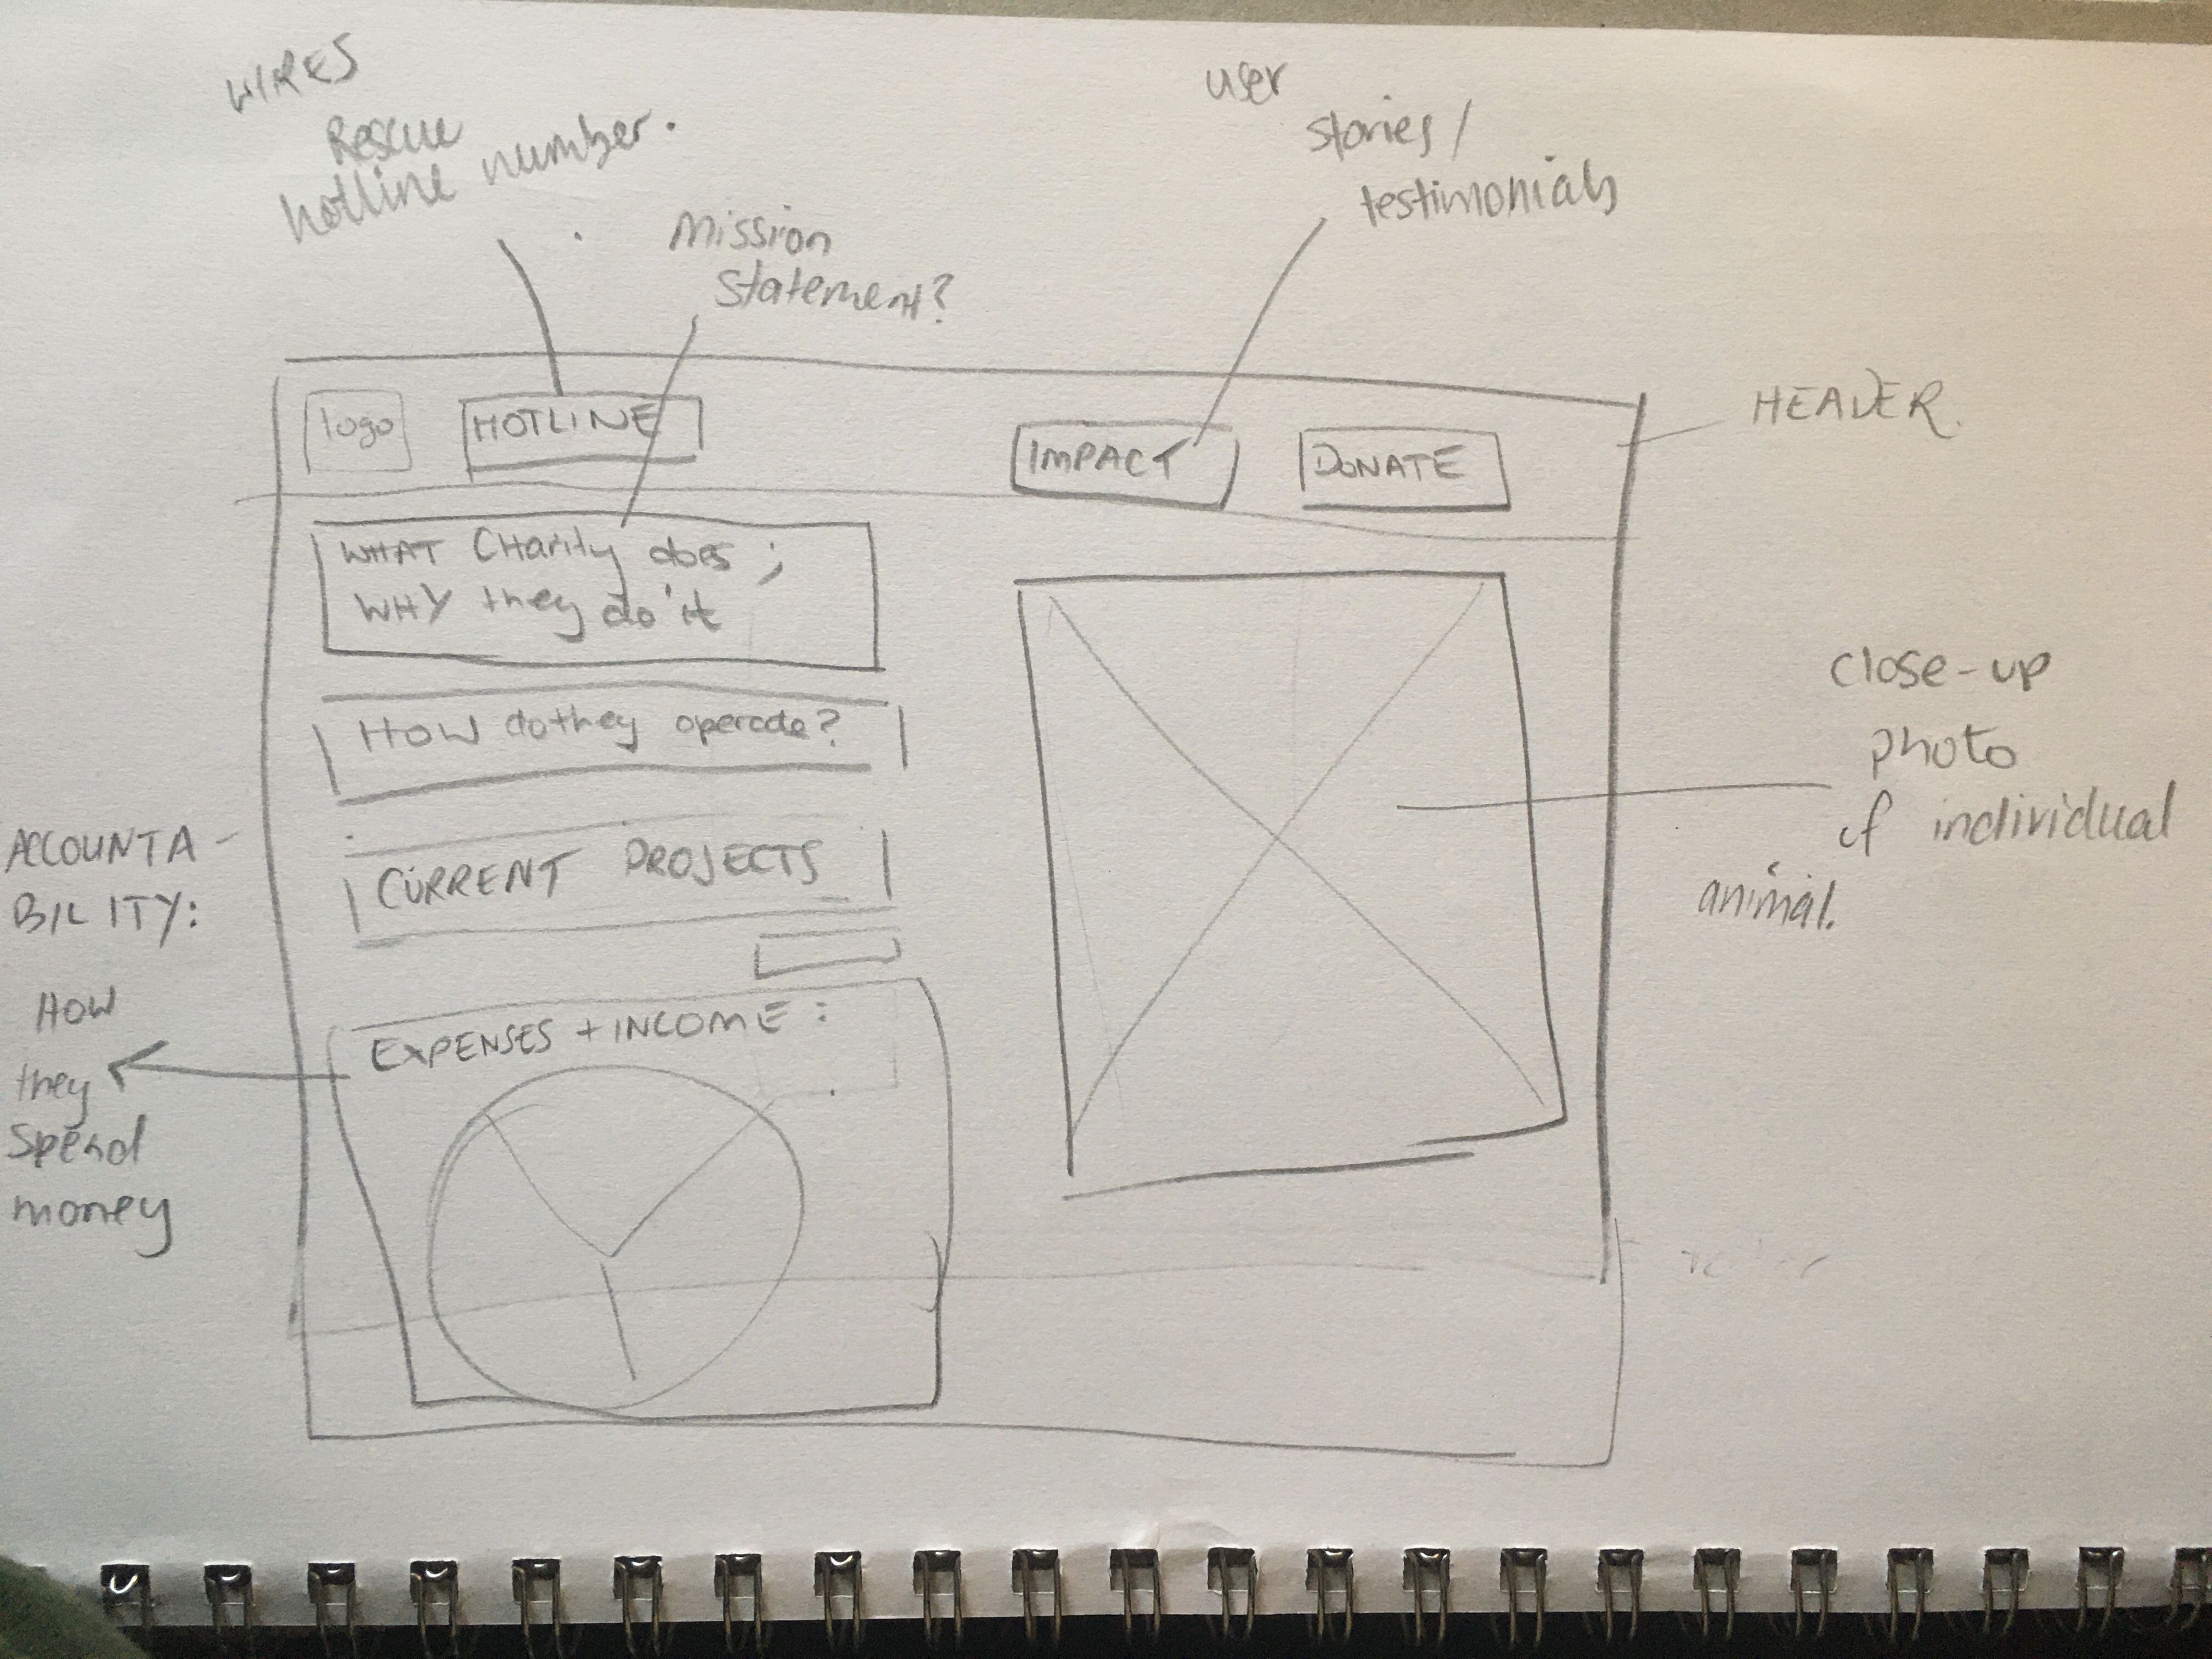 WIRES
Rescue
hotline number.
user
stories/
testimonials
Mission
Statement?
HEADER.
logo
HOTLINE
IMPACT
DONATE
WHAT CHarity does ;
WHY they do it
How do they operate?
close-up
photo
of individual
animal.
ACCOUNTA-
BILITY:
CURRENT PROJECTS
HOW
they
spend
money
EXPENSES + INCOME :